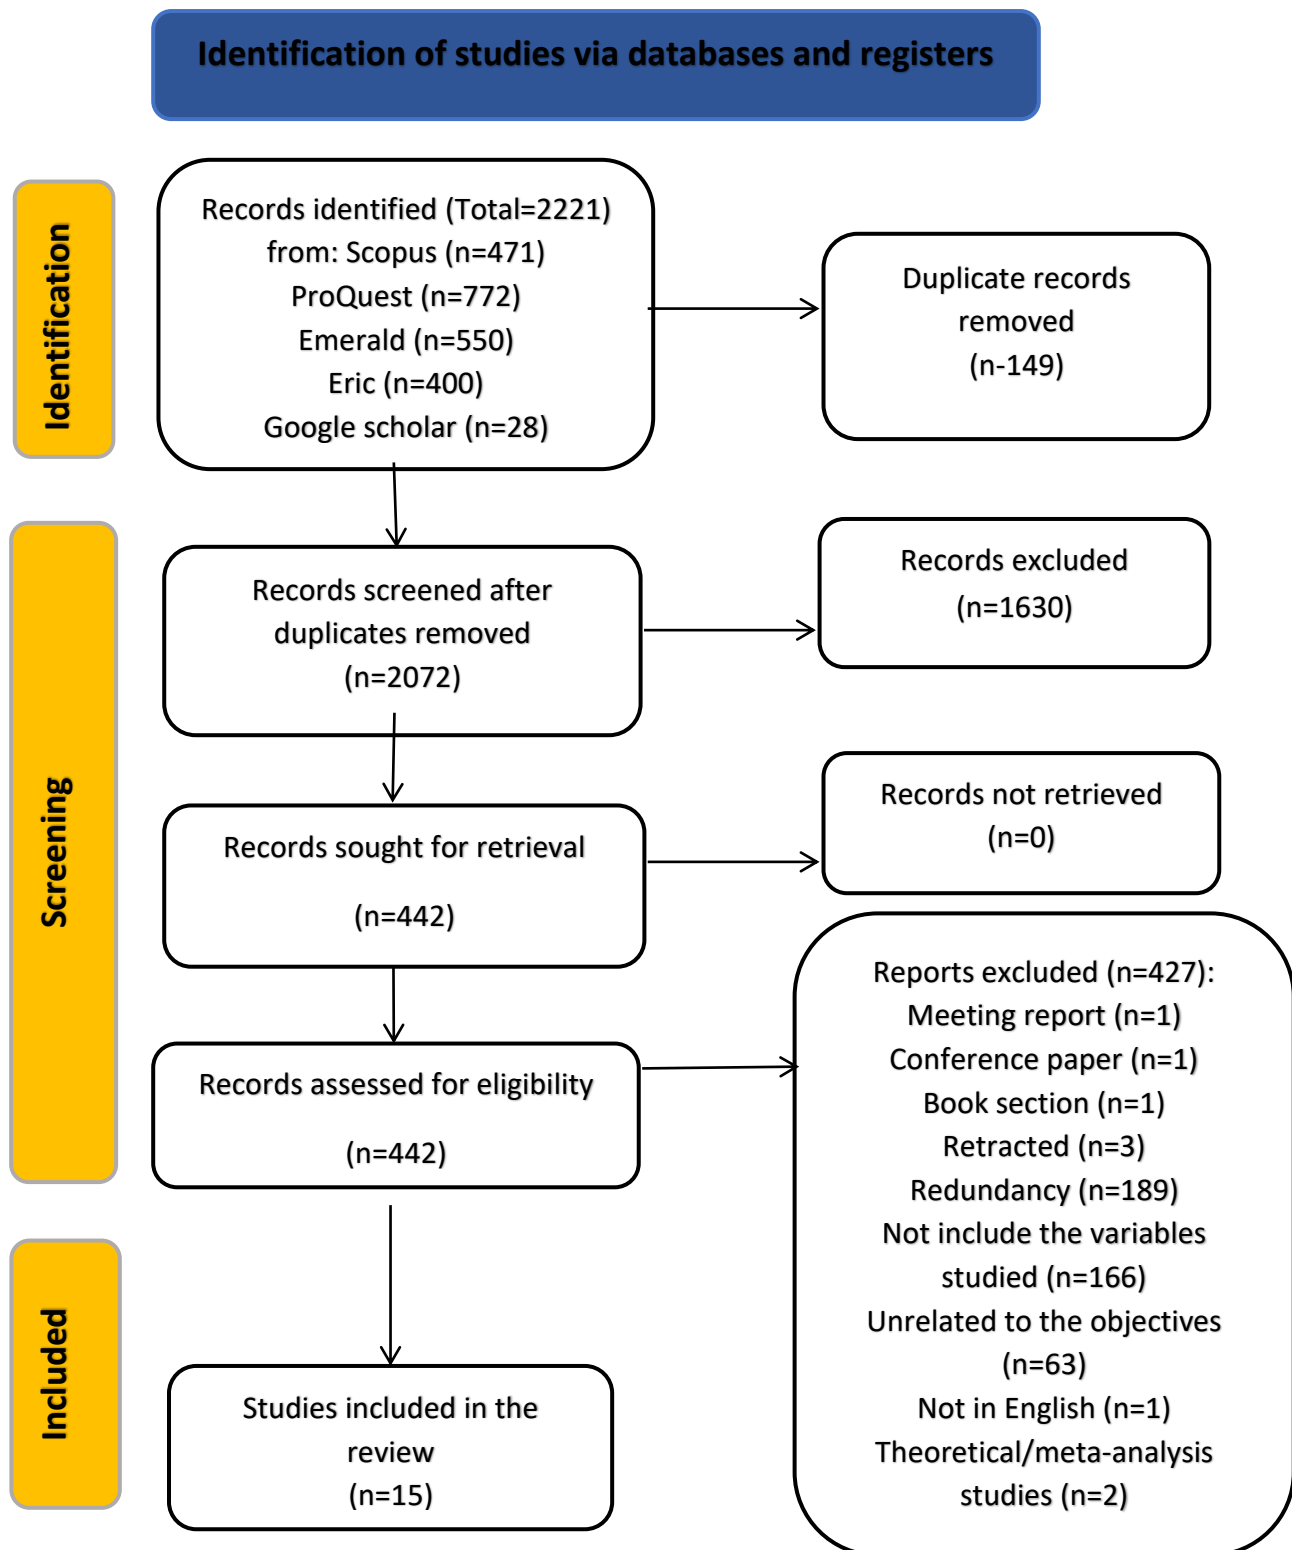 Identification of studies via databases and registers
Identification
Records identified (Total=2221)
from: Scopus (n=471)
ProQuest (n=772)
Emerald (n=550)
Eric (n=400)
Google scholar (n=28)
Duplicate records
removed
(n-149)
Screening
Records screened after
duplicates removed
(n=2072)
Records excluded
(n=1630)
Records sought for retrieval
(n=442)
Records not retrieved
(n=0)
Records assessed for eligibility
(n=442)
Reports excluded (n=427):
Meeting report (n=1)
Conference paper (n=1)
Book section (n=1)
Retracted (n=3)
Redundancy (n=189)
Not include the variables
studied (n=166)
Unrelated to the objectives
(n=63)
Not in English (n=1)
Theoretical/meta-analysis
studies (n=2)
Included
Studies included in the
review
(n=15)